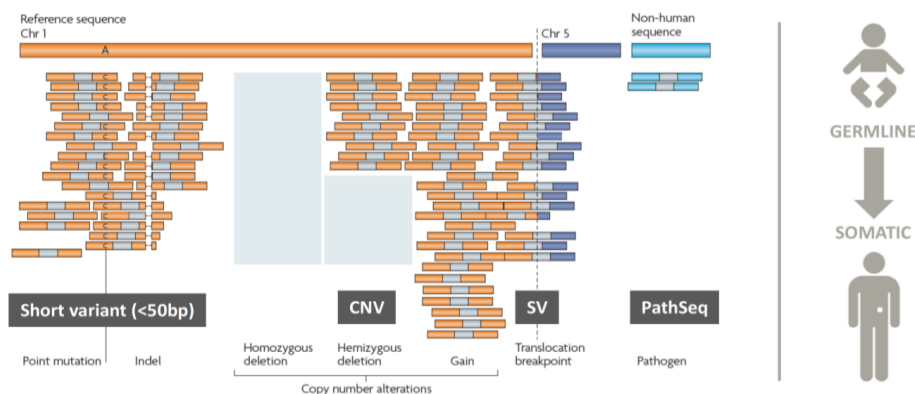 Reference sequence
Chr 1
Chr 5
Non-human
sequence
A
GERMLINE
SOMATIC
Short variant (<50bp)
CNV
SV
PathSeq
Point mutation
Indel
Homozygous
deletion
Hemizygous
deletion
Gain
Translocation
breakpoint
Pathogen
Copy number alterations